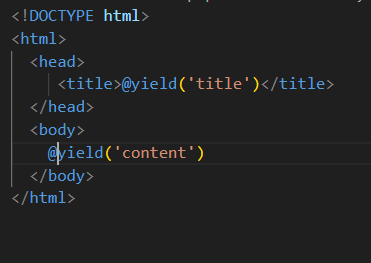 <!DOCTYPE html>
<html>
<head>
<title>@yield('title')</title>
</head>
<body>
@yield('content')
</body>
</html>